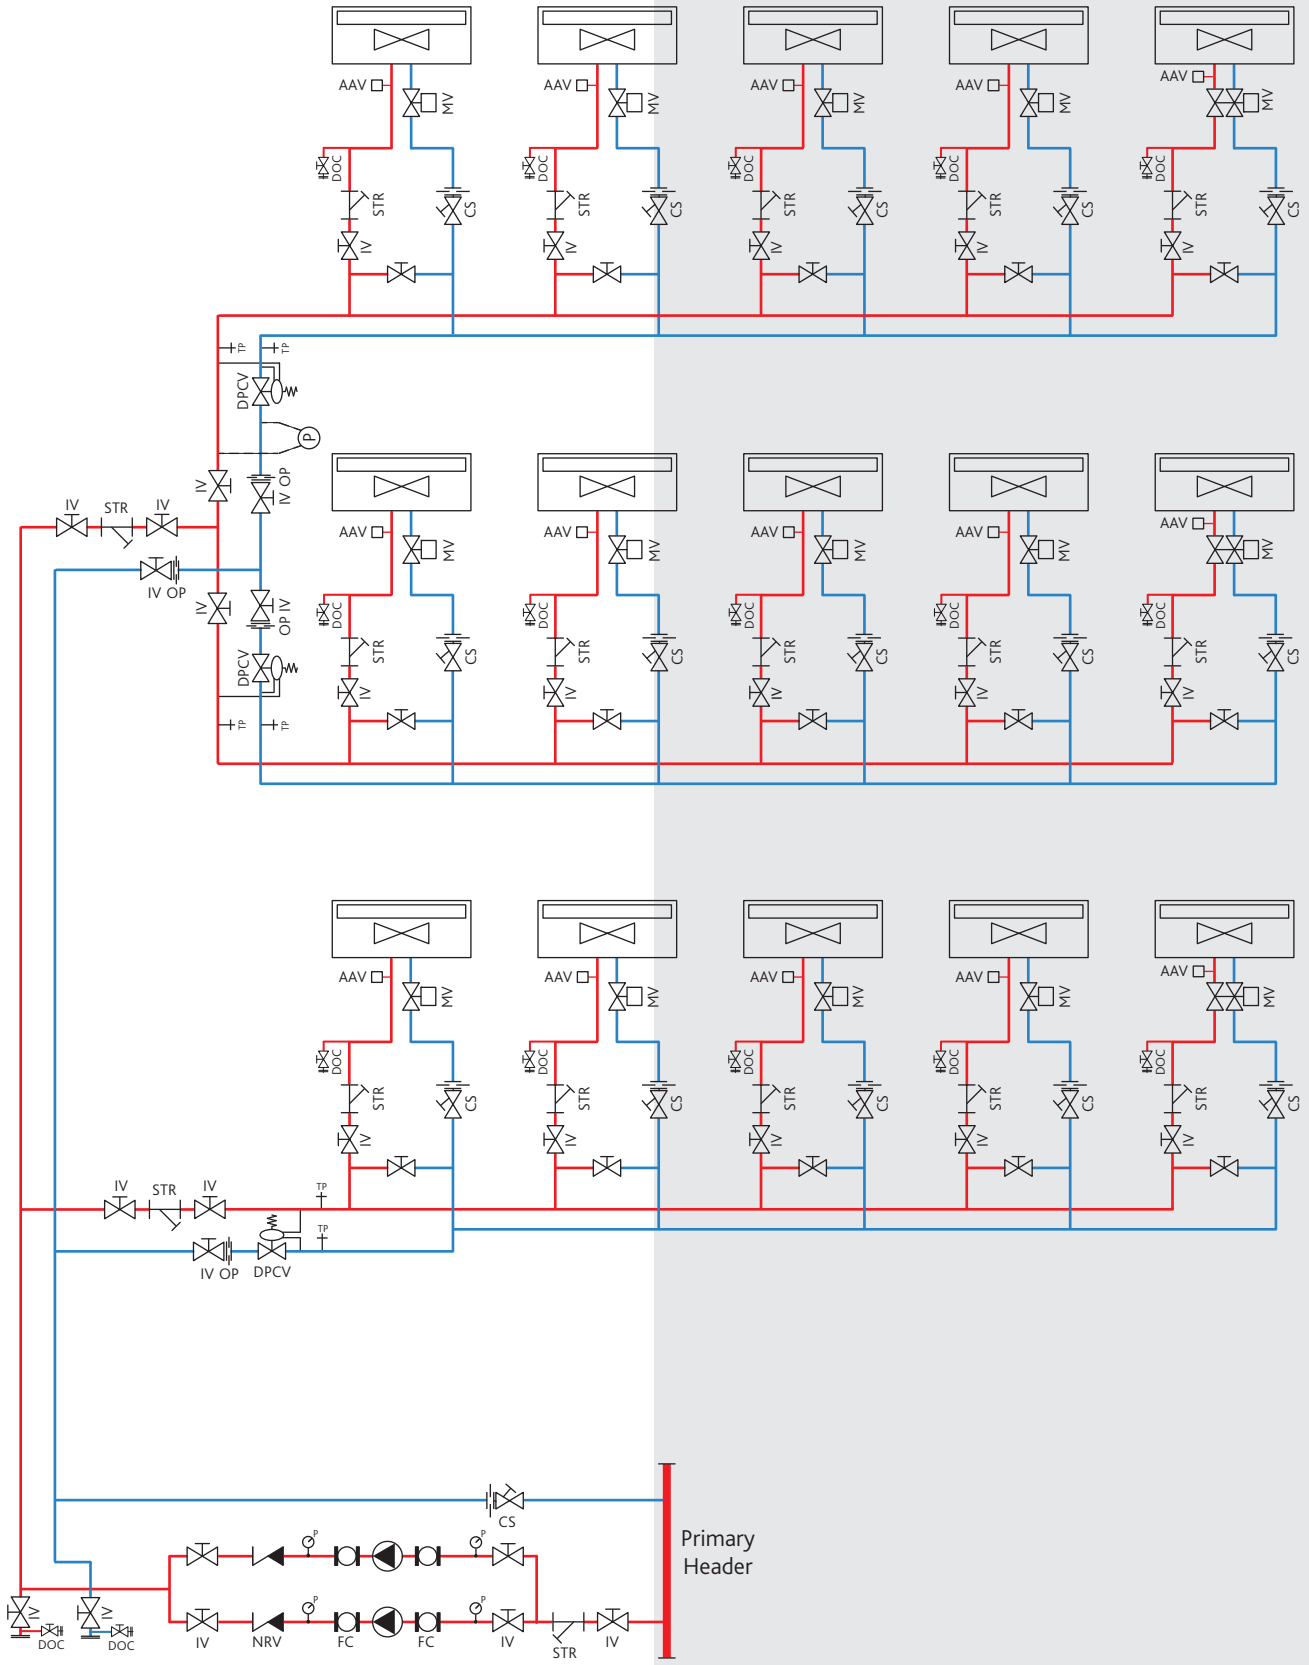 AAV MV AAV MV AAV MV AAV MV AAV MV
DOC DOC DOC DOC DOC
STR CS STR CS STR CS STR CS STR CS
IV IV IV IV IV
TP TP
DPCV
P
IV OP
IV
IV STR IV
AAV MV AAV MV AAV MV AAV MV AAV MV
IV OP
IV OP IV
DOC DOC DOC DOC DOC
STR CS STR CS STR CS STR CS STR CS
DPCV
IV IV IV IV IV
TP TP
AAV MV AAV MV AAV MV AAV MV AAV MV
DOC DOC DOC DOC DOC
STR CS STR CS STR CS STR CS STR CS
IV IV IV IV IV
IV STR IV TP
TP
IV OP DPCV
CS
Primary
Header
P P
P P
IV IV
DOC DOC
IV NRV FC FC IV STR IV